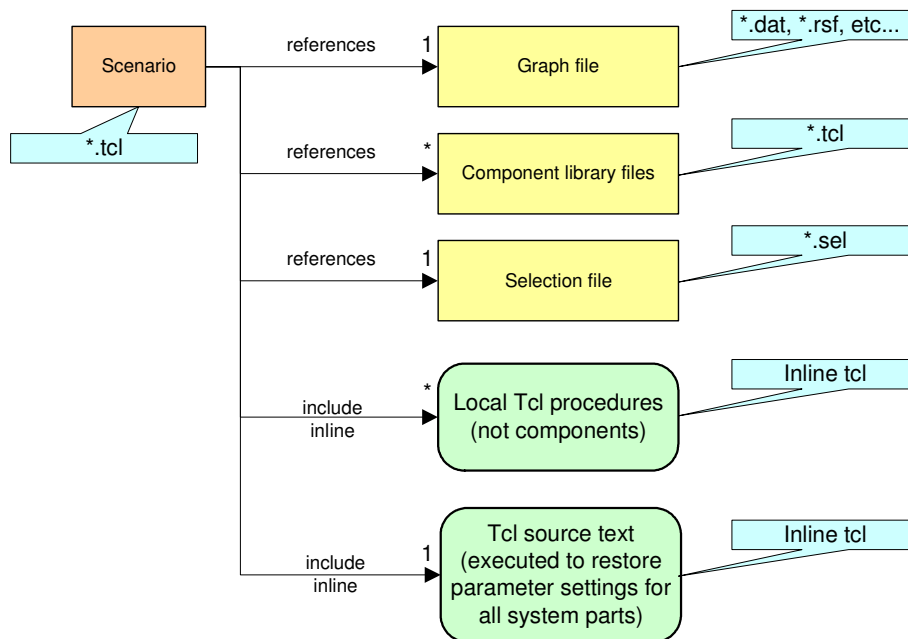 *.dat, *.rsf, etc...
references
1
Scenario
Graph file
*.tcl
*.tcl
references
*
Component library files
*.sel
references
1
Selection file
Inline tcl
*
include
inline
Local Tcl procedures
(not components)
Inline tcl
1
include
inline
Tcl source text
(executed to restore
parameter settings for
all system parts)